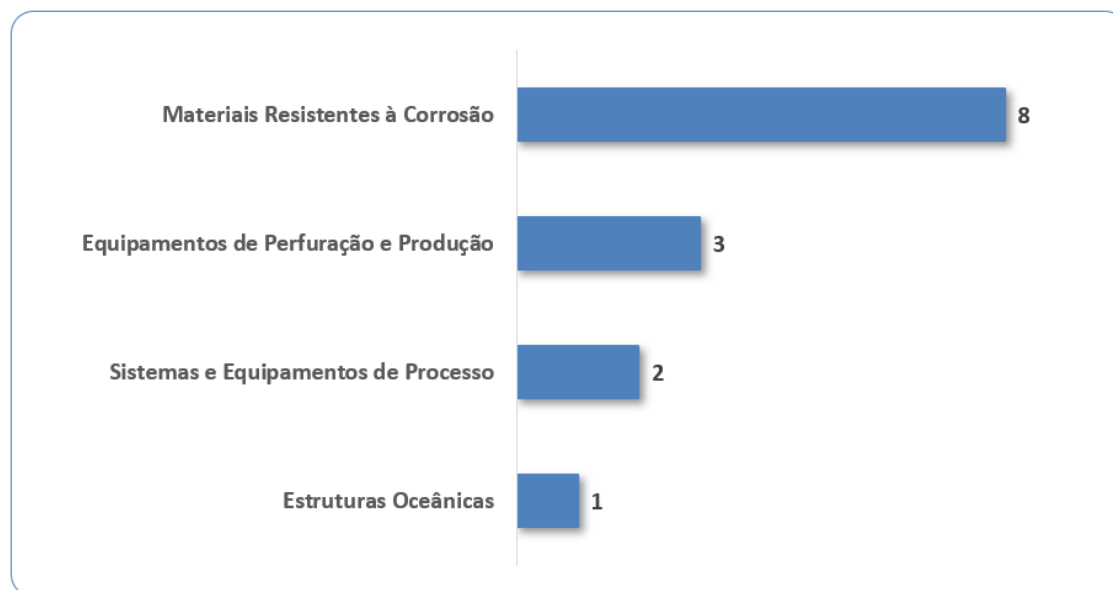 Materiais Resistentes à Corrosão 8
Equipamentos de Perfuração e Produção 3
Sistemas e Equipamentos de Processo 2
Estruturas Oceânicas 1